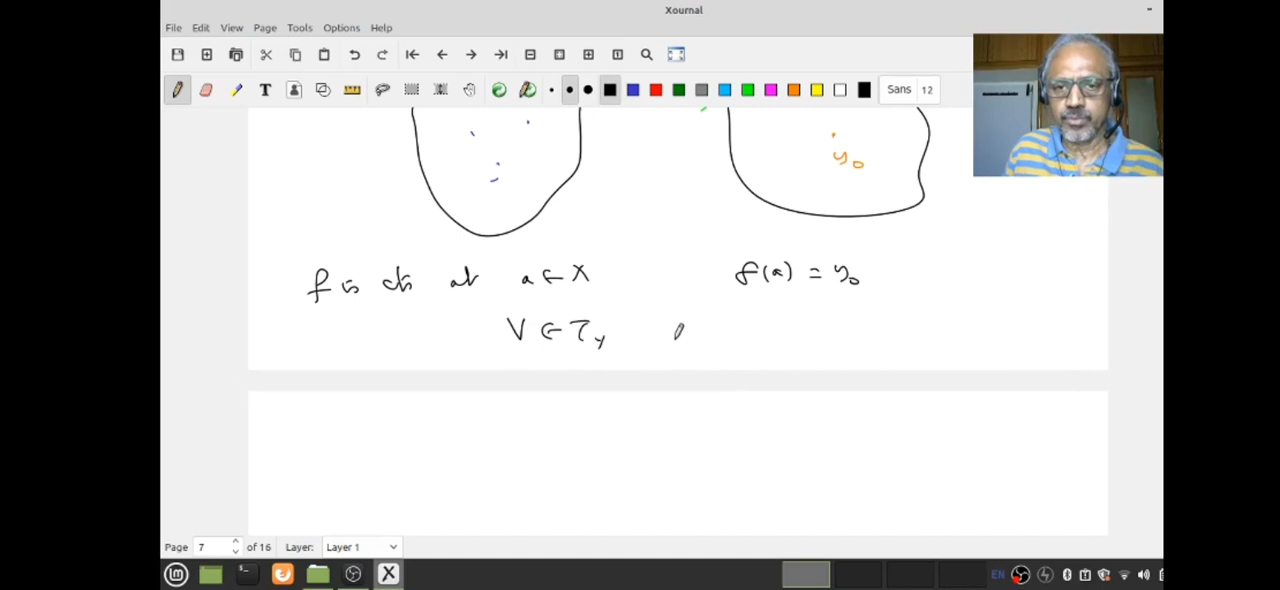 Xournal
File Edit View Page Tools Options Help
Sans 12
y₀
f is cts at a ∈ X f(a) = y₀
V ∈ τ_Y
Page 7 of 16 Layer: Layer 1
EN